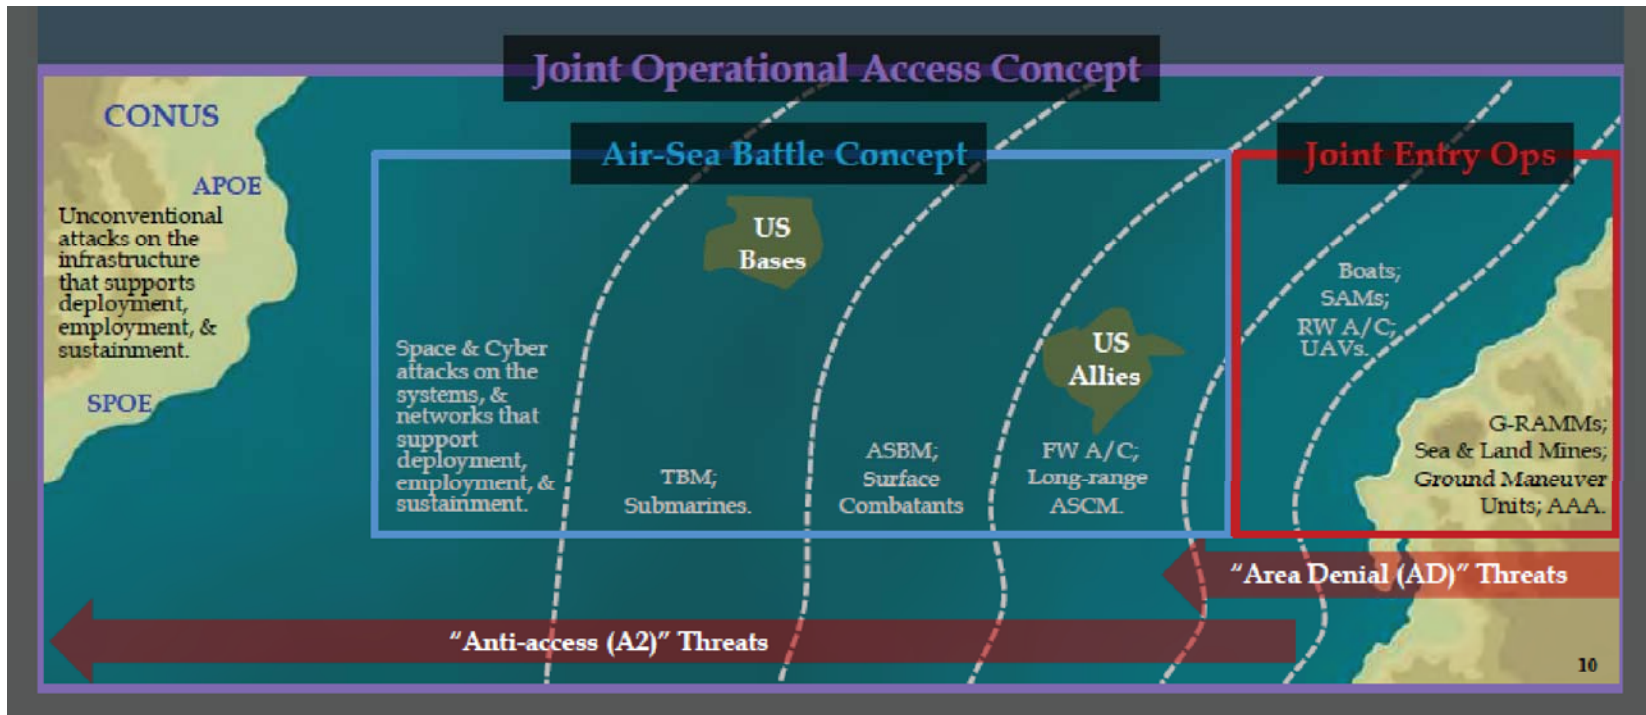 Joint Operational Access Concept
CONUS
APOE
Unconventional
attacks on the
infrastructure
that supports
deployment,
employment, &
sustainment.
SPOE
Air-Sea Battle Concept
US
Bases
US
Allies
Space & Cyber
attacks on the
systems, &
networks that
support
deployment,
employment, &
sustainment.
TBM;
Submarines.
ASBM;
Surface
Combatants
FW A/C;
Long-range
ASCM.
Joint Entry Ops
Boats;
SAMs;
RW A/C;
UAVs.
G-RAMMs;
Sea & Land Mines;
Ground Maneuver
Units; AAA.
“Area Denial (AD)” Threats
“Anti-access (A2)” Threats
10